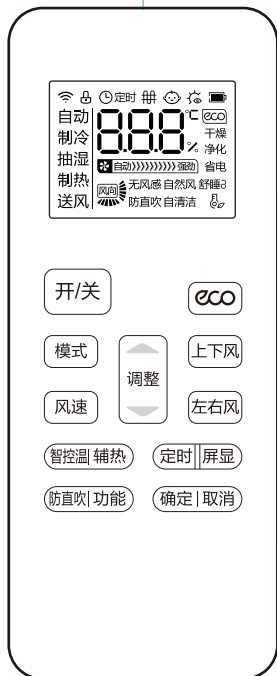 定时
自动 888 ℃ eco
制冷 干燥
抽湿 % 净化
制热 自动 强劲 省电
送风 风向 无风感 自然风 舒睡
防直吹 自清洁
开/关 eco
模式 调整 上下风
风速 左右风
智控温|辅热 定时||屏显
防直吹|功能 确定|取消